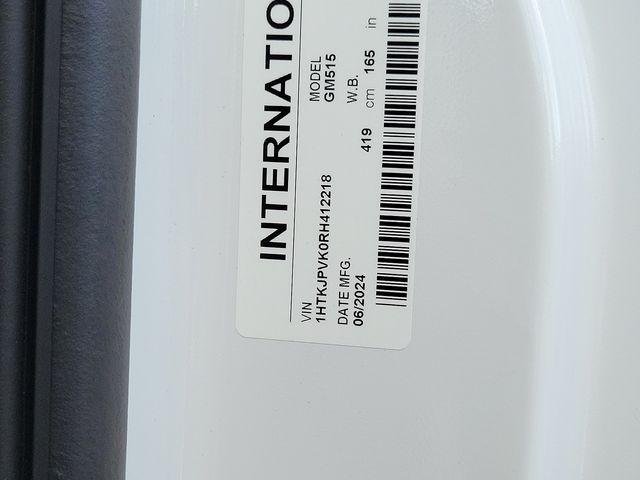 INTERNATIO
VIN
1HTKJPVK0RH412218
MODEL
GM515
DATE MFG.
06/2024
W.B.
419 cm 165 in